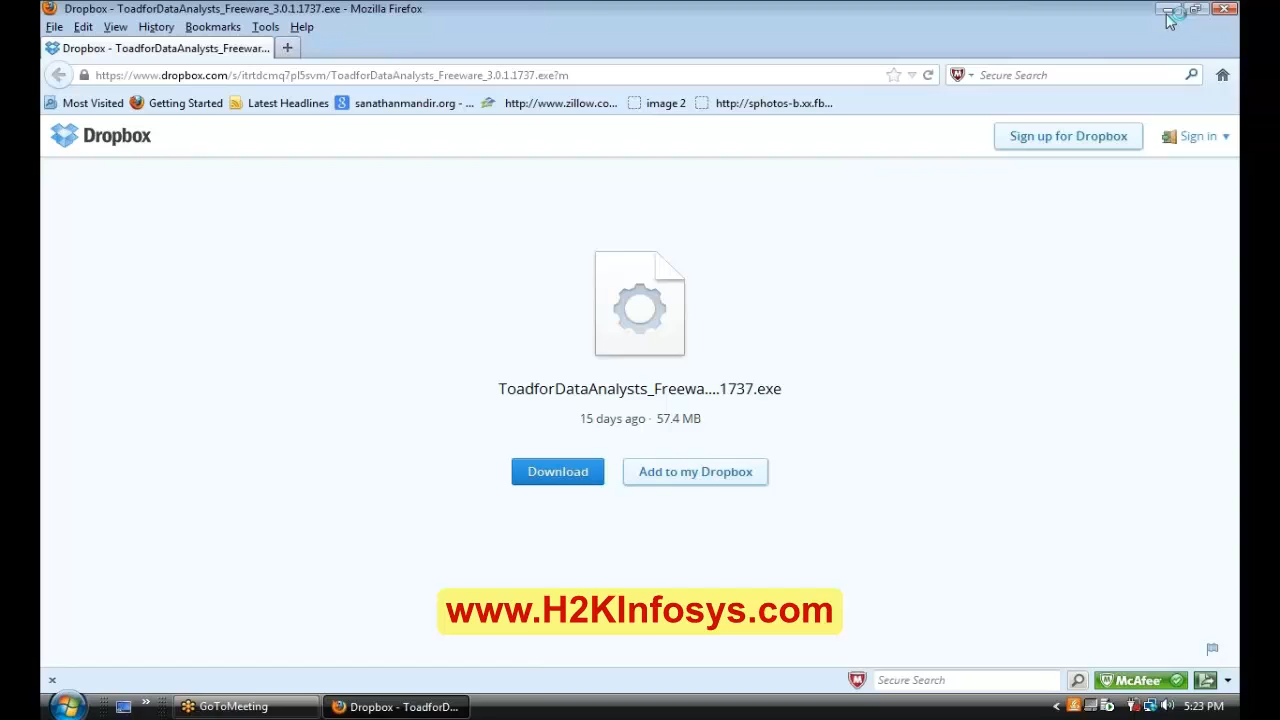 Dropbox - ToadforDataAnalysts_Freeware_3.0.1.1737.exe - Mozilla Firefox
File Edit View History Bookmarks Tools Help
Dropbox - ToadforDataAnalysts_Freewar... +
https://www.dropbox.com/s/itrtdcmq7pl5svm/ToadforDataAnalysts_Freeware_3.0.1.1737.exe?m Secure Search
Most Visited Getting Started Latest Headlines sanathanmandir.org - ... http://www.zillow.co... image 2 http://sphotos-b.xx.fb...
Dropbox Sign up for Dropbox Sign in
ToadforDataAnalysts_Freewa....1737.exe
15 days ago · 57.4 MB
Download Add to my Dropbox
www.H2KInfosys.com
Secure Search McAfee
GoToMeeting Dropbox - ToadforD... 5:23 PM